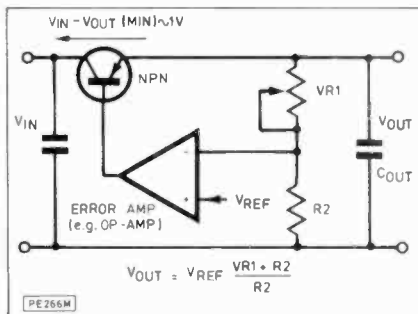 VIN – VOUT (MIN) ~ 1V
NPN
VR1
VIN
VOUT
COUT
-
+
VREF
ERROR AMP
(e.g. OP-AMP)
R2
VOUT = VREF VR1 + R2
R2
PE266M